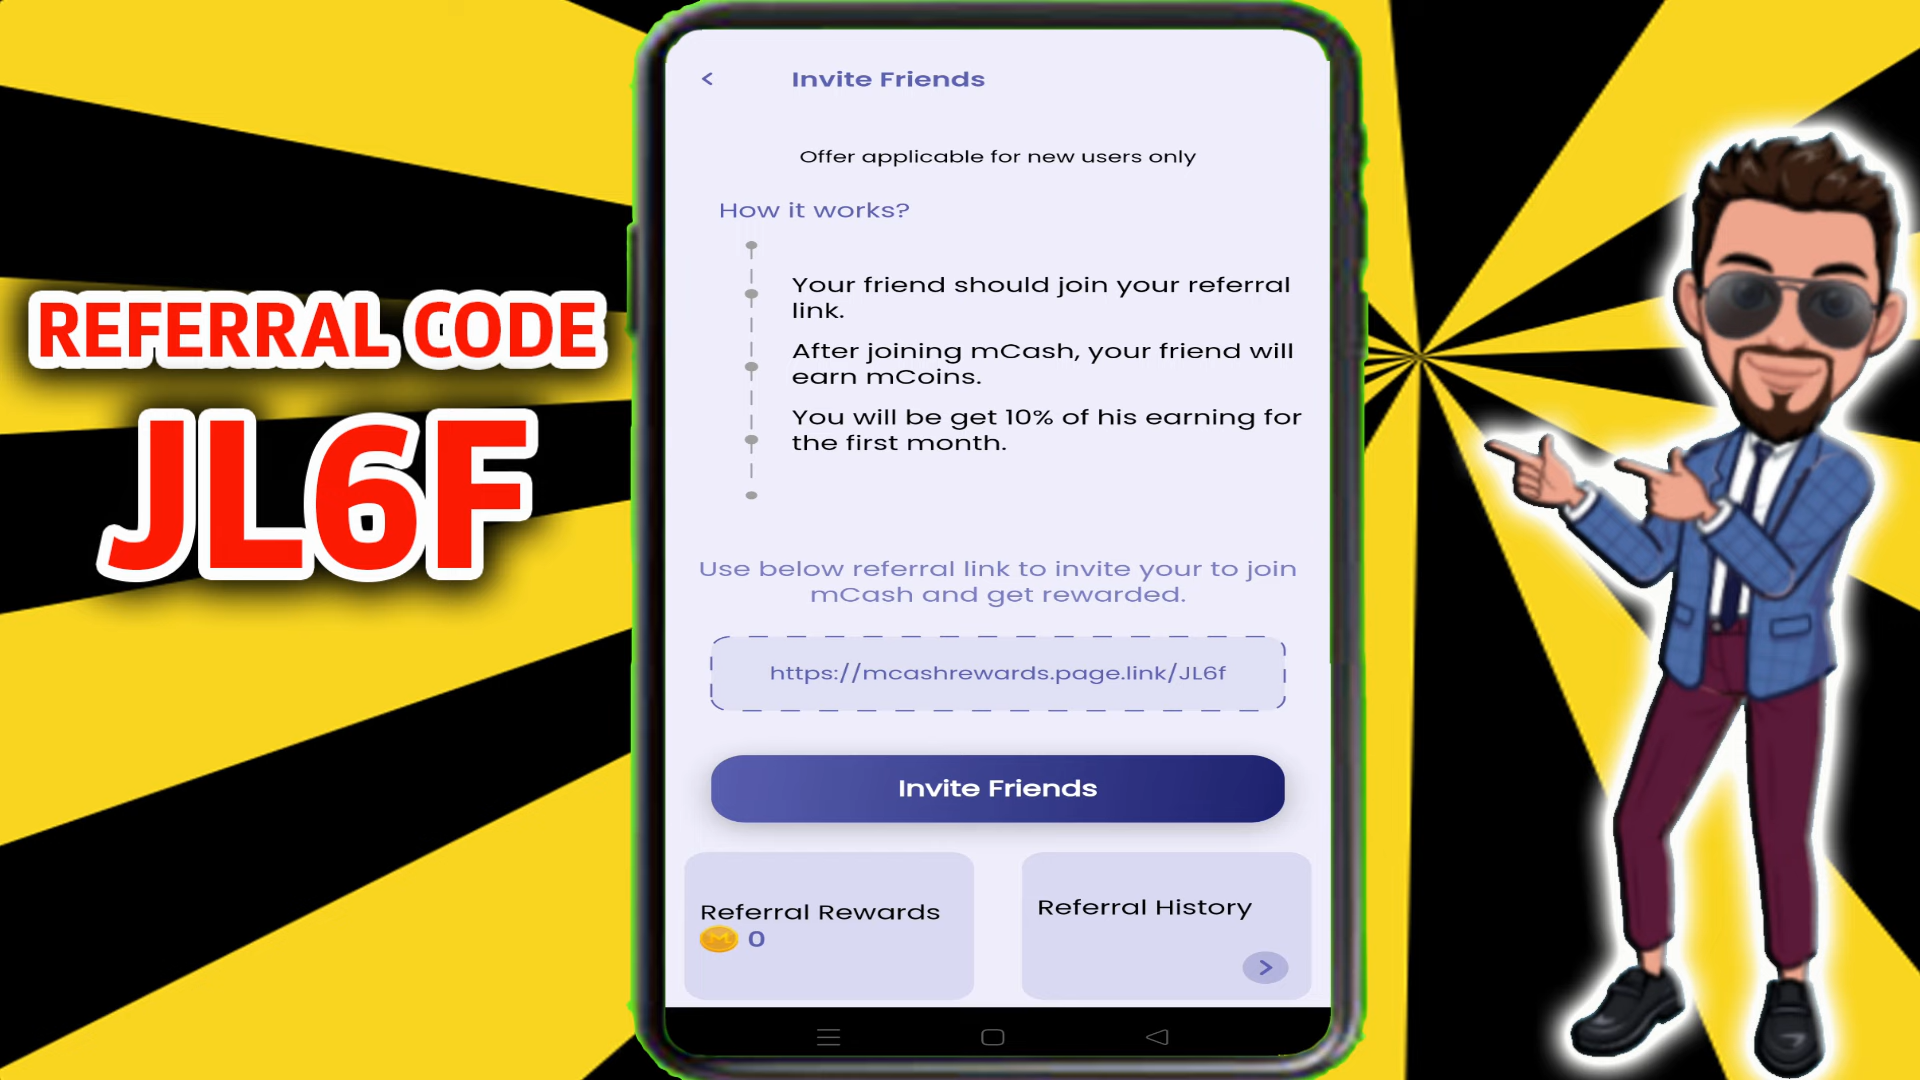 REFERRAL CODE
JL6F
Invite Friends
Offer applicable for new users only
How it works?
Your friend should join your referral
link.
After joining mCash, your friend will
earn mCoins.
You will be get 10% of his earning for
the first month.
Use below referral link to invite your to join
mCash and get rewarded.
https://mcashrewards.page.link/JL6f
Invite Friends
Referral Rewards
0
Referral History